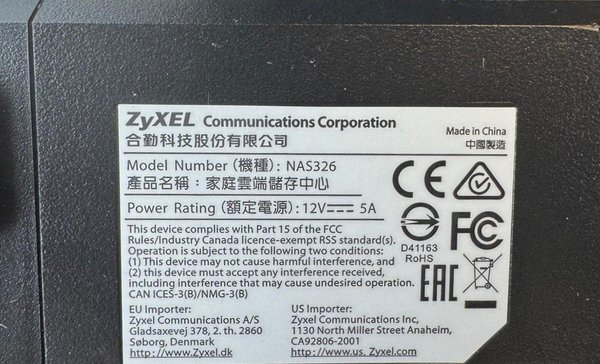 ZyXEL Communications Corporation
合勤科技股份有限公司
Made in China
中國製造
Model Number (機種): NAS326
產品名稱：家庭雲端儲存中心
Power Rating (額定電源): 12V⎓ 5A
This device complies with Part 15 of the FCC
Rules/Industry Canada licence-exempt RSS standard(s).
Operation is subject to the following two conditions:
(1) This device may not cause harmful interference, and
(2) this device must accept any interference received,
including interference that may cause undesired operation.
CAN ICES-3(B)/NMG-3(B)
CE
D41163
RoHS
FC
EAC
EU Importer:
Zyxel Communications A/S
Gladsaxevej 378, 2. th. 2860
Søborg, Denmark
http://www.Zyxel.dk
US Importer:
Zyxel Communications Inc,
1130 North Miller Street Anaheim,
CA92806-2001
http://www.us. Zyxel.com